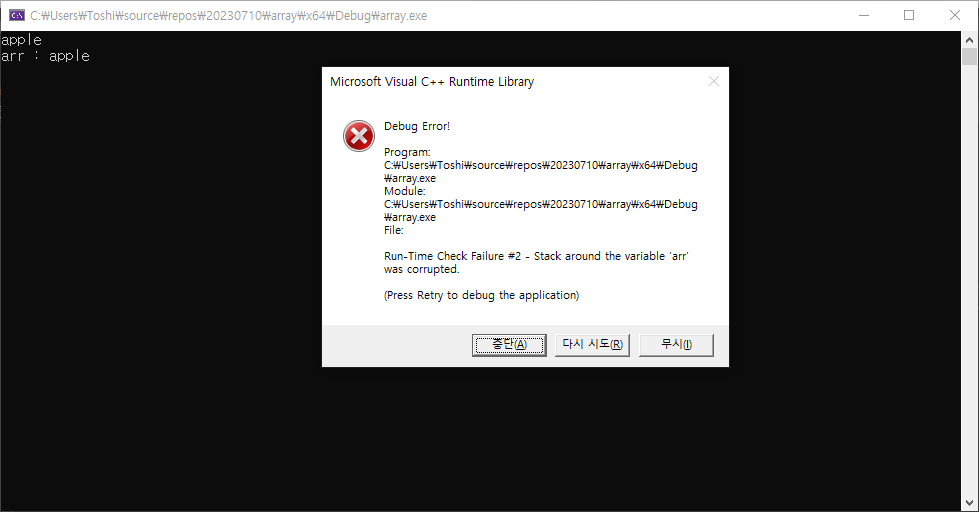 C:₩Users₩Toshi₩source₩repos₩20230710₩array₩x64₩Debug₩array.exe
apple
arr : apple
Microsoft Visual C++ Runtime Library
Debug Error!
Program:
C:₩Users₩Toshi₩source₩repos₩20230710₩array₩x64₩Debug
₩array.exe
Module:
C:₩Users₩Toshi₩source₩repos₩20230710₩array₩x64₩Debug
₩array.exe
File:
Run-Time Check Failure #2 - Stack around the variable 'arr'
was corrupted.
(Press Retry to debug the application)
중단(A)
다시 시도(R)
무시(I)